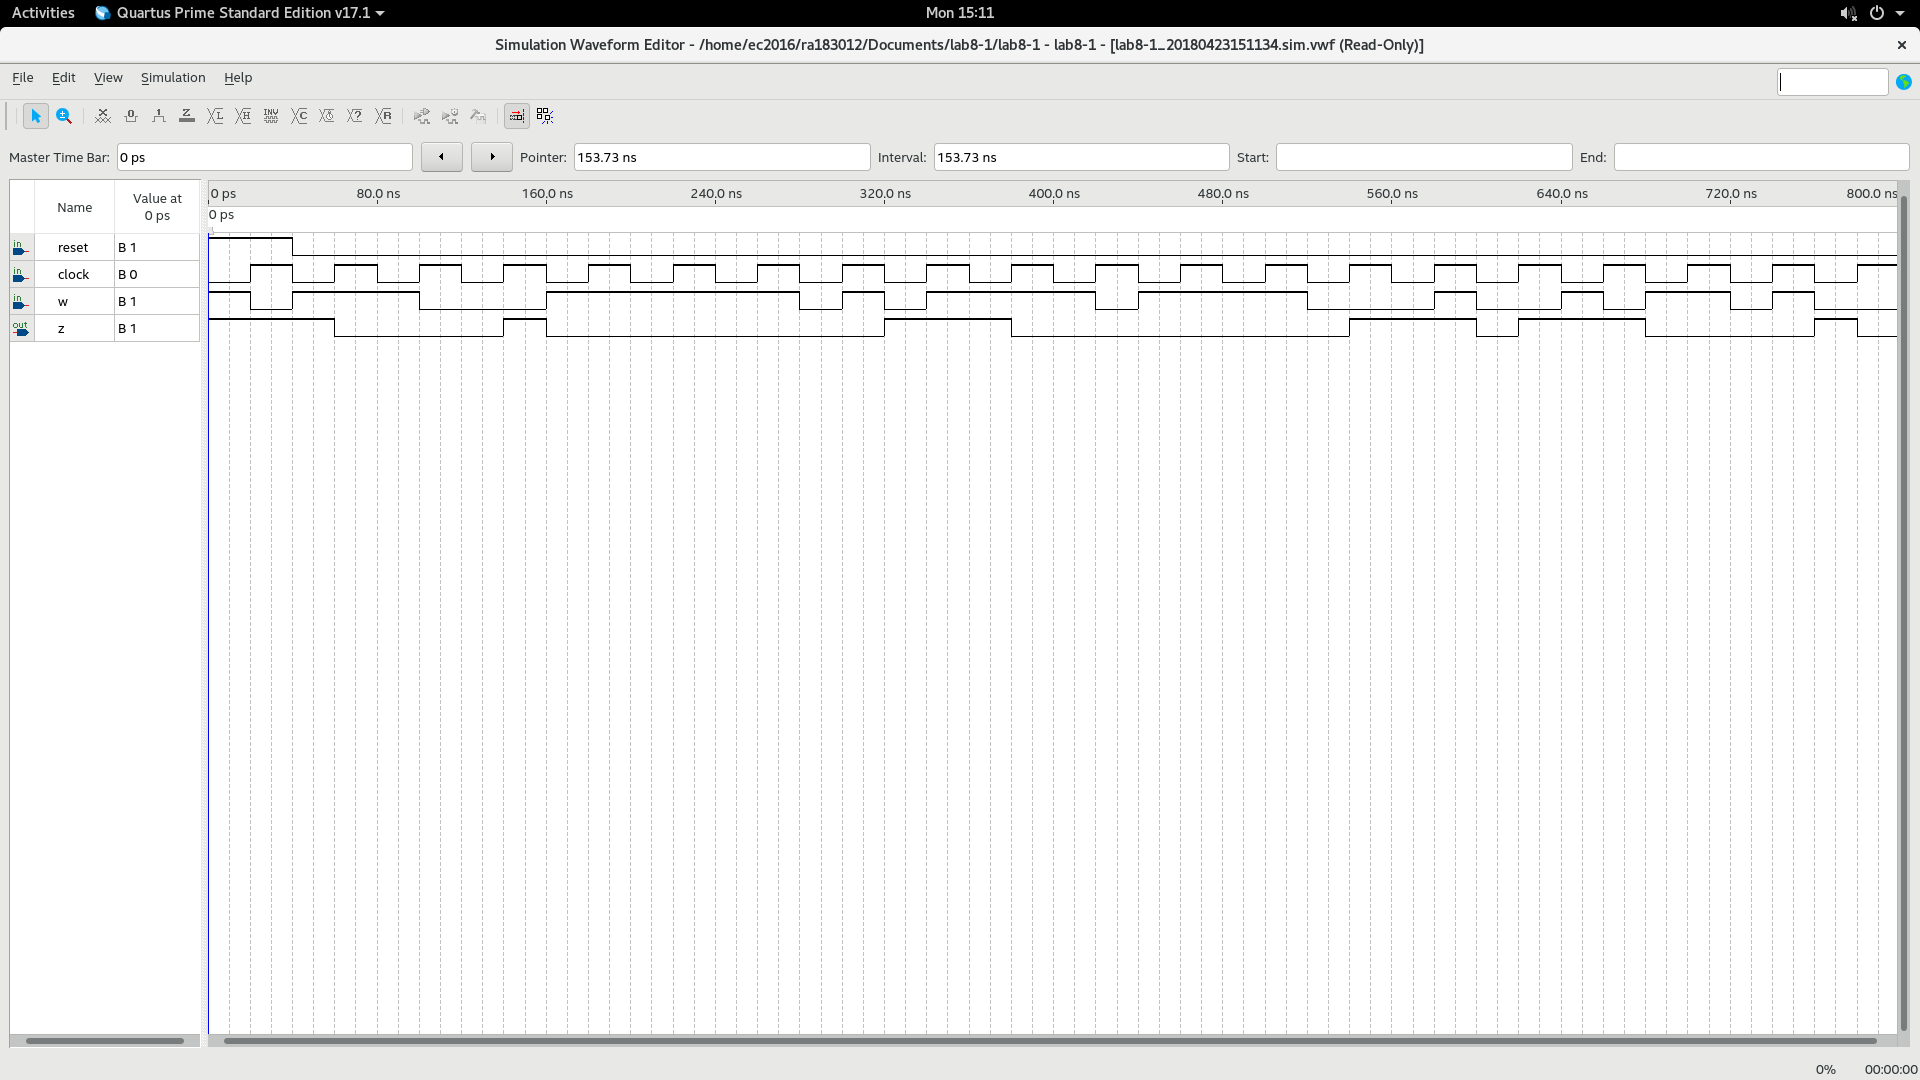 Activities Quartus Prime Standard Edition v17.1 Mon 15:11
Simulation Waveform Editor - /home/ec2016/ra183012/Documents/lab8-1/lab8-1 - lab8-1 - [lab8-1_20180423151134.sim.vwf (Read-Only)]
File Edit View Simulation Help
Master Time Bar: 0 ps Pointer: 153.73 ns Interval: 153.73 ns Start: End:
Name Value at 0 ps
0 ps 80.0 ns 160.0 ns 240.0 ns 320.0 ns 400.0 ns 480.0 ns 560.0 ns 640.0 ns 720.0 ns 800.0 ns
0 ps
in reset B 1
in clock B 0
in w B 1
out z B 1
0% 00:00:00